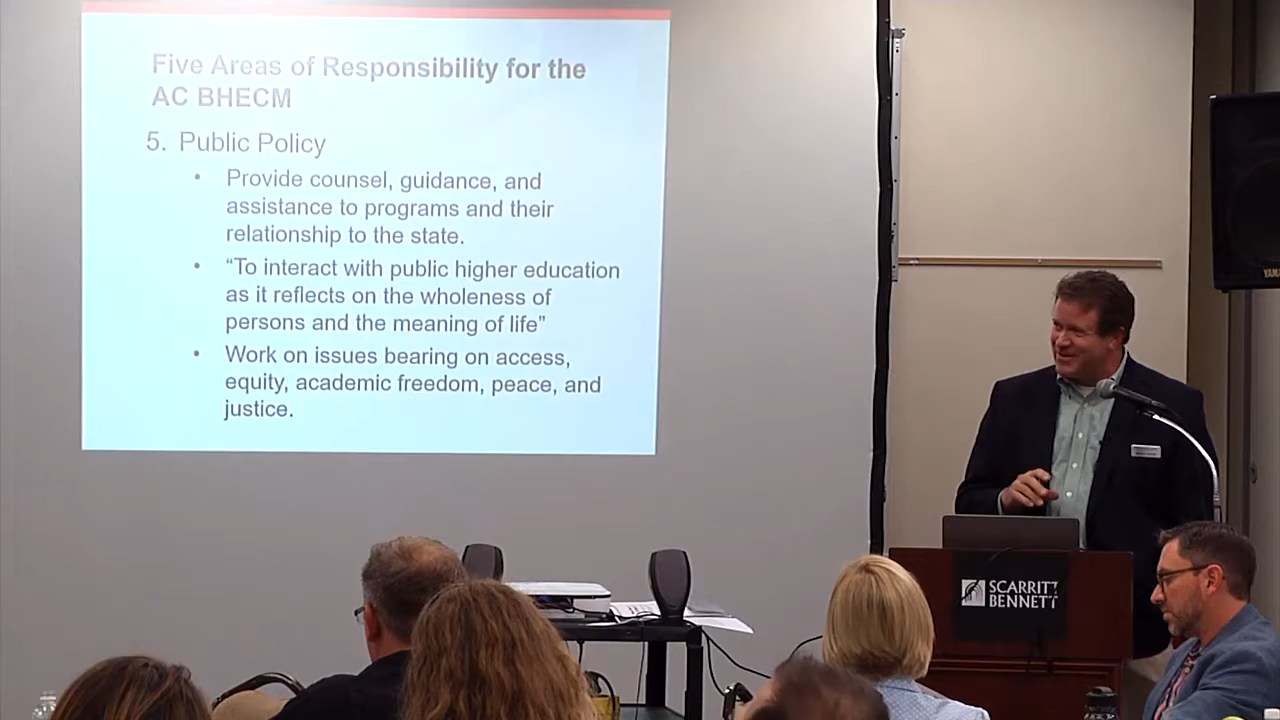 Five Areas of Responsibility for the
AC BHECM
5. Public Policy
• Provide counsel, guidance, and
assistance to programs and their
relationship to the state.
• “To interact with public higher education
as it reflects on the wholeness of
persons and the meaning of life”
• Work on issues bearing on access,
equity, academic freedom, peace, and
justice.
SCARRITT
BENNETT